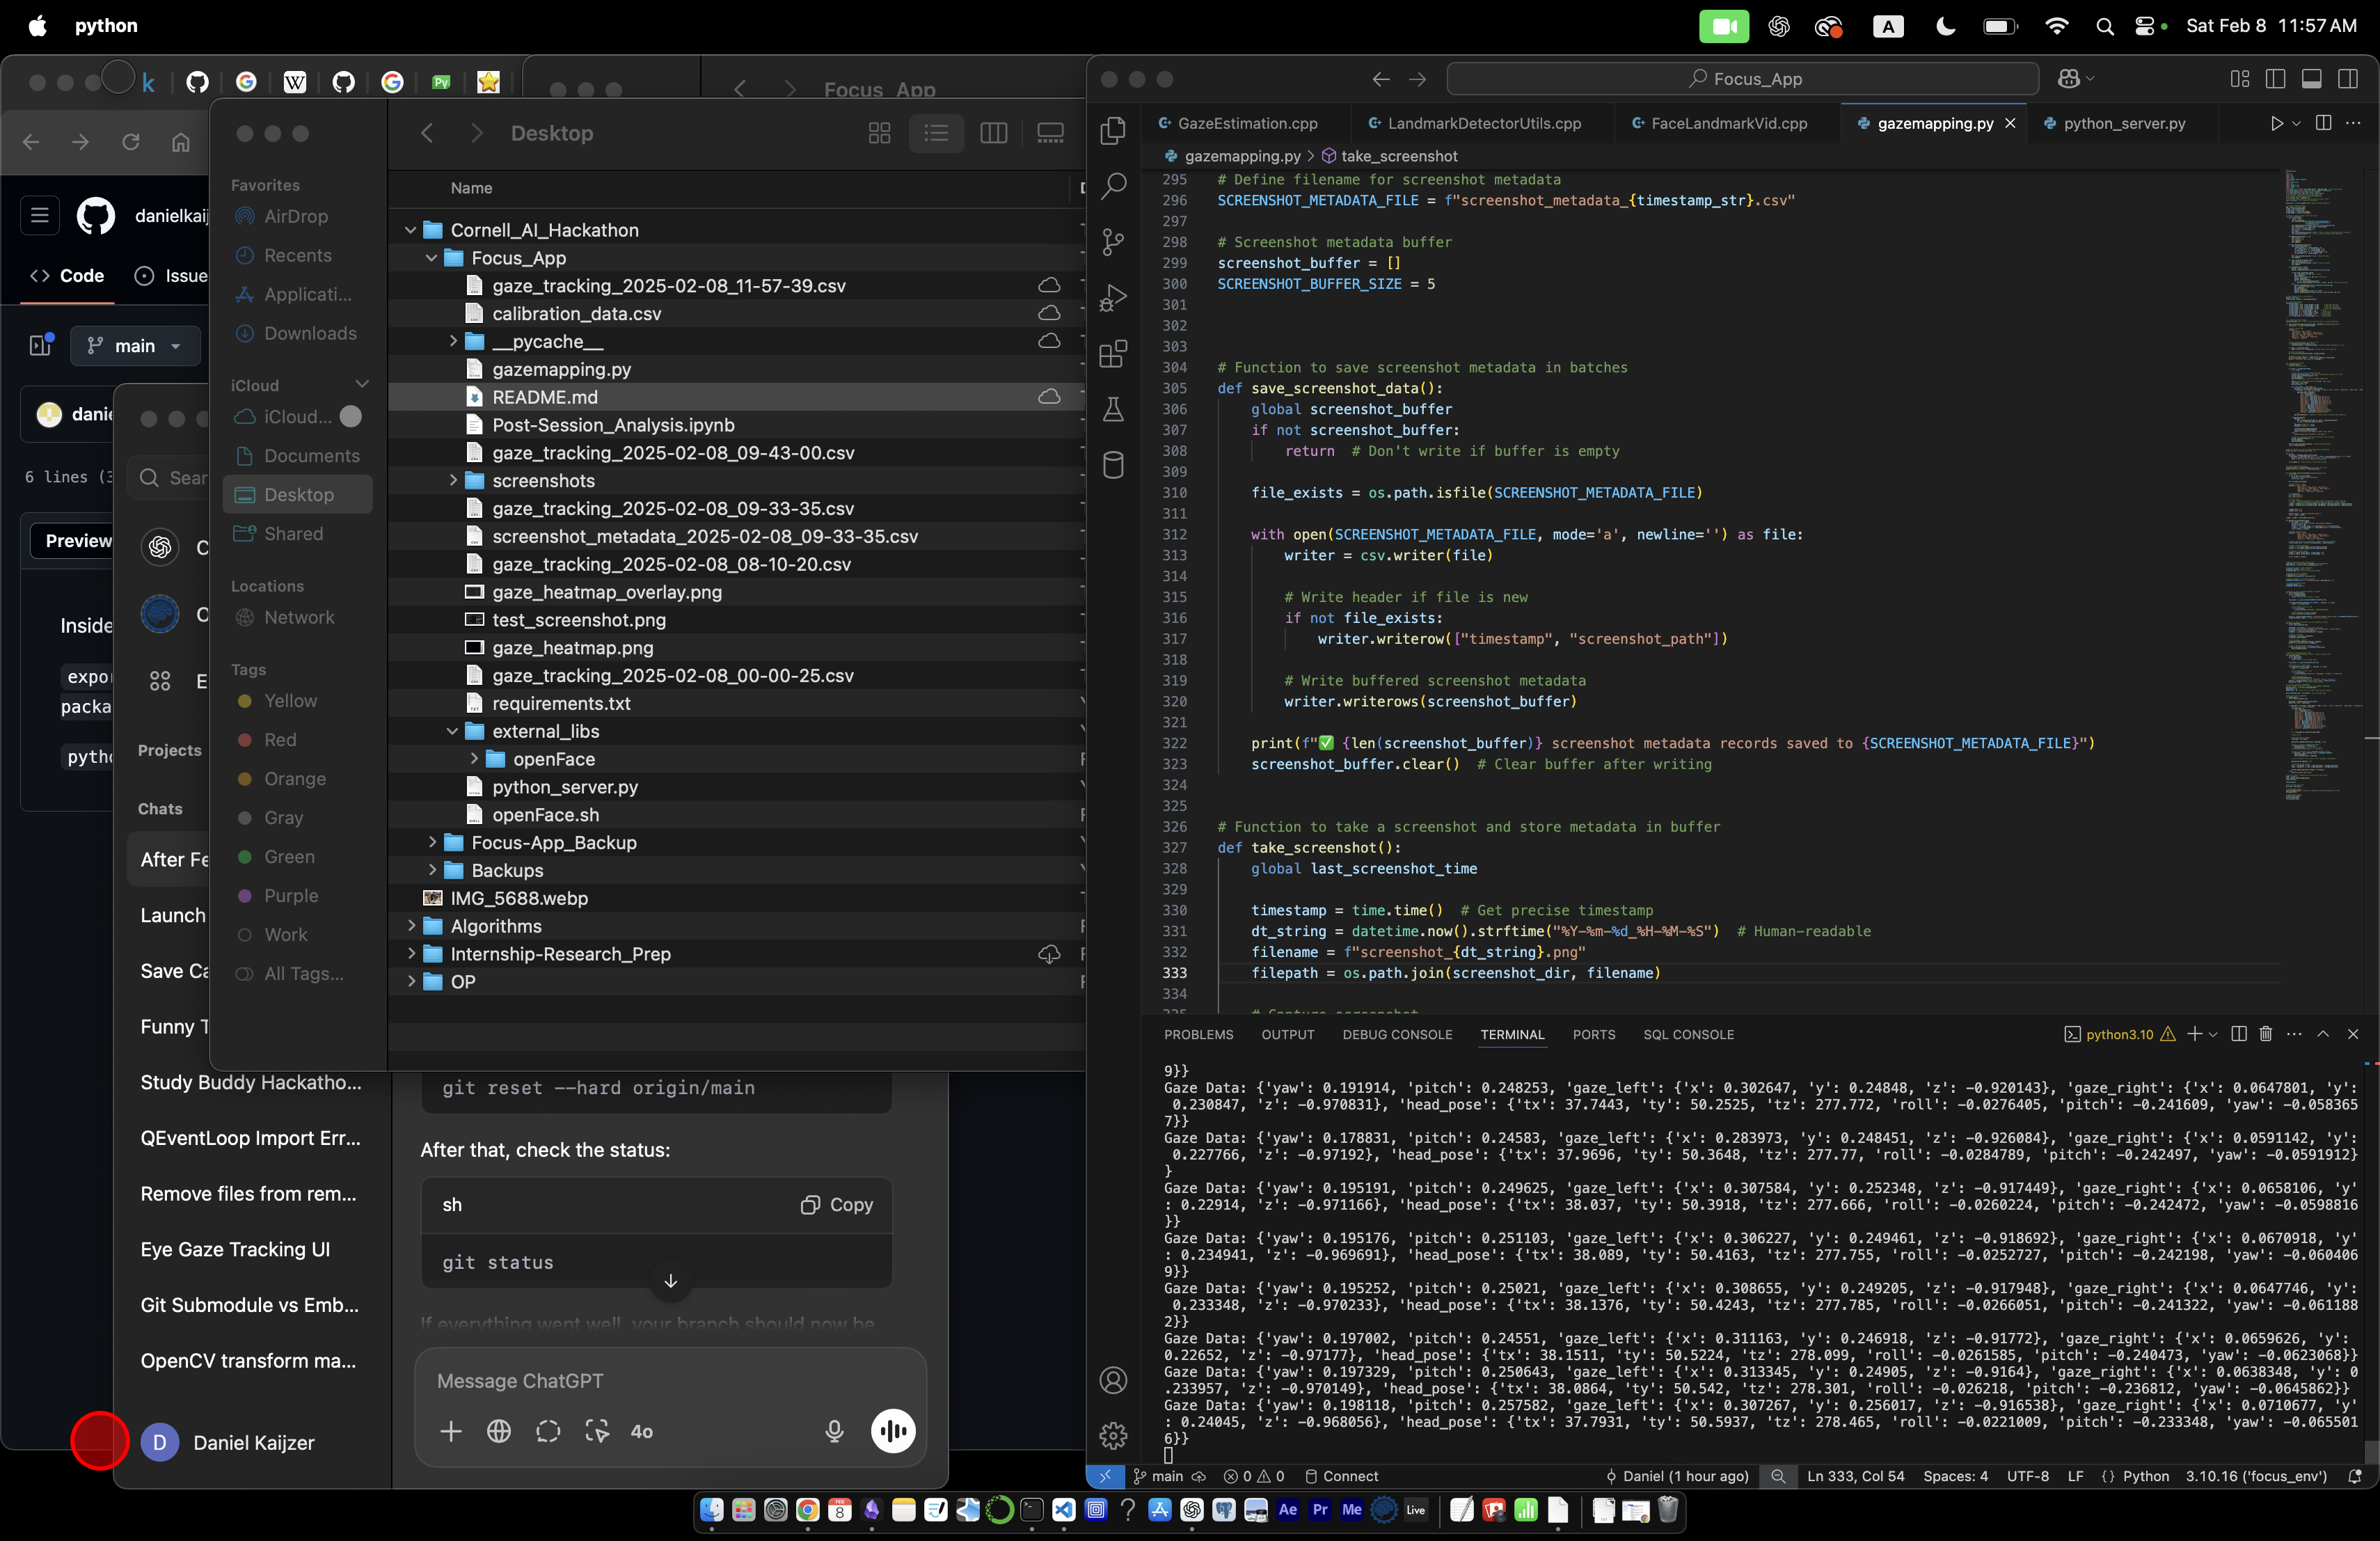 python
A
Sat Feb 8 11:57 AM
k
G
W
G
Py
Focus_App
danielkaij
Code
Issue
main
danie
6 lines (3
Preview
Inside
expor
packa
pytho
Sear
C
O
E
Projects
Chats
After Fe
Launch
Save Ca
Funny T
Study Buddy Hackatho...
QEventLoop Import Err...
Remove files from rem...
Eye Gaze Tracking UI
Git Submodule vs Emb...
OpenCV transform ma...
D
Daniel Kaijzer
Favorites
AirDrop
Recents
Applicati...
Downloads
iCloud
iCloud...
Documents
Desktop
Shared
Locations
Network
Tags
Yellow
Red
Orange
Gray
Green
Purple
Work
All Tags...
Desktop
Name
Cornell_AI_Hackathon
Focus_App
gaze_tracking_2025-02-08_11-57-39.csv
calibration_data.csv
__pycache__
gazemapping.py
README.md
Post-Session_Analysis.ipynb
gaze_tracking_2025-02-08_09-43-00.csv
screenshots
gaze_tracking_2025-02-08_09-33-35.csv
screenshot_metadata_2025-02-08_09-33-35.csv
gaze_tracking_2025-02-08_08-10-20.csv
gaze_heatmap_overlay.png
test_screenshot.png
gaze_heatmap.png
gaze_tracking_2025-02-08_00-00-25.csv
requirements.txt
external_libs
openFace
python_server.py
openFace.sh
Focus-App_Backup
Backups
IMG_5688.webp
Algorithms
Internship-Research_Prep
OP
git reset --hard origin/main
After that, check the status:
sh
Copy
git status
If everything went well, your branch should now be
Message ChatGPT
4o
Focus_App
GazeEstimation.cpp
LandmarkDetectorUtils.cpp
FaceLandmarkVid.cpp
gazemapping.py
python_server.py
gazemapping.py > take_screenshot
295 # Define filename for screenshot metadata
296 SCREENSHOT_METADATA_FILE = f"screenshot_metadata_{timestamp_str}.csv"
297
298 # Screenshot metadata buffer
299 screenshot_buffer = []
300 SCREENSHOT_BUFFER_SIZE = 5
301
302
303
304 # Function to save screenshot metadata in batches
305 def save_screenshot_data():
306 global screenshot_buffer
307 if not screenshot_buffer:
308 return # Don't write if buffer is empty
309
310 file_exists = os.path.isfile(SCREENSHOT_METADATA_FILE)
311
312 with open(SCREENSHOT_METADATA_FILE, mode='a', newline='') as file:
313 writer = csv.writer(file)
314
315 # Write header if file is new
316 if not file_exists:
317 writer.writerow(["timestamp", "screenshot_path"])
318
319 # Write buffered screenshot metadata
320 writer.writerows(screenshot_buffer)
321
322 print(f"✅ {len(screenshot_buffer)} screenshot metadata records saved to {SCREENSHOT_METADATA_FILE}")
323 screenshot_buffer.clear() # Clear buffer after writing
324
325
326 # Function to take a screenshot and store metadata in buffer
327 def take_screenshot():
328 global last_screenshot_time
329
330 timestamp = time.time() # Get precise timestamp
331 dt_string = datetime.now().strftime("%Y-%m-%d_%H-%M-%S") # Human-readable
332 filename = f"screenshot_{dt_string}.png"
333 filepath = os.path.join(screenshot_dir, filename)
334
335 # Capture screenshot
PROBLEMS OUTPUT DEBUG CONSOLE TERMINAL PORTS SQL CONSOLE
python3.10
9}}
Gaze Data: {'yaw': 0.191914, 'pitch': 0.248253, 'gaze_left': {'x': 0.302647, 'y': 0.24848, 'z': -0.920143}, 'gaze_right': {'x': 0.0647801, 'y':
0.230847, 'z': -0.970831}, 'head_pose': {'tx': 37.7443, 'ty': 50.2525, 'tz': 277.772, 'roll': -0.0276405, 'pitch': -0.241609, 'yaw': -0.058365
7}}
Gaze Data: {'yaw': 0.178831, 'pitch': 0.24583, 'gaze_left': {'x': 0.283973, 'y': 0.248451, 'z': -0.926084}, 'gaze_right': {'x': 0.0591142, 'y':
0.227766, 'z': -0.97192}, 'head_pose': {'tx': 37.9696, 'ty': 50.3648, 'tz': 277.77, 'roll': -0.0284789, 'pitch': -0.242497, 'yaw': -0.0591912}
}
Gaze Data: {'yaw': 0.195191, 'pitch': 0.249625, 'gaze_left': {'x': 0.307584, 'y': 0.252348, 'z': -0.917449}, 'gaze_right': {'x': 0.0658106, 'y'
: 0.22914, 'z': -0.971166}, 'head_pose': {'tx': 38.037, 'ty': 50.3918, 'tz': 277.666, 'roll': -0.0260224, 'pitch': -0.242472, 'yaw': -0.0598816
}}
Gaze Data: {'yaw': 0.195176, 'pitch': 0.251103, 'gaze_left': {'x': 0.306227, 'y': 0.249461, 'z': -0.918692}, 'gaze_right': {'x': 0.0670918, 'y'
: 0.234941, 'z': -0.969691}, 'head_pose': {'tx': 38.089, 'ty': 50.4163, 'tz': 277.755, 'roll': -0.0252727, 'pitch': -0.242198, 'yaw': -0.060406
9}}
Gaze Data: {'yaw': 0.195252, 'pitch': 0.25021, 'gaze_left': {'x': 0.308655, 'y': 0.249205, 'z': -0.917948}, 'gaze_right': {'x': 0.0647746, 'y':
0.233348, 'z': -0.970233}, 'head_pose': {'tx': 38.1376, 'ty': 50.4243, 'tz': 277.785, 'roll': -0.0266051, 'pitch': -0.241322, 'yaw': -0.061188
2}}
Gaze Data: {'yaw': 0.197002, 'pitch': 0.24551, 'gaze_left': {'x': 0.311163, 'y': 0.246918, 'z': -0.91772}, 'gaze_right': {'x': 0.0659626, 'y':
0.22652, 'z': -0.97177}, 'head_pose': {'tx': 38.1511, 'ty': 50.5224, 'tz': 278.099, 'roll': -0.0261585, 'pitch': -0.240473, 'yaw': -0.0623068}}
Gaze Data: {'yaw': 0.197329, 'pitch': 0.250643, 'gaze_left': {'x': 0.313345, 'y': 0.24905, 'z': -0.9164}, 'gaze_right': {'x': 0.0638348, 'y': 0
.233957, 'z': -0.970149}, 'head_pose': {'tx': 38.0864, 'ty': 50.542, 'tz': 278.301, 'roll': -0.026218, 'pitch': -0.236812, 'yaw': -0.0645862}}
Gaze Data: {'yaw': 0.198118, 'pitch': 0.257582, 'gaze_left': {'x': 0.307267, 'y': 0.256017, 'z': -0.916538}, 'gaze_right': {'x': 0.0710677, 'y'
: 0.24045, 'z': -0.968056}, 'head_pose': {'tx': 37.7931, 'ty': 50.5937, 'tz': 278.465, 'roll': -0.0221009, 'pitch': -0.233348, 'yaw': -0.065501
6}}
main 0 0 Connect Daniel (1 hour ago) Ln 333, Col 54 Spaces: 4 UTF-8 LF {} Python 3.10.16 ('focus_env')
FEB 8 ? Ae Pr Me Live